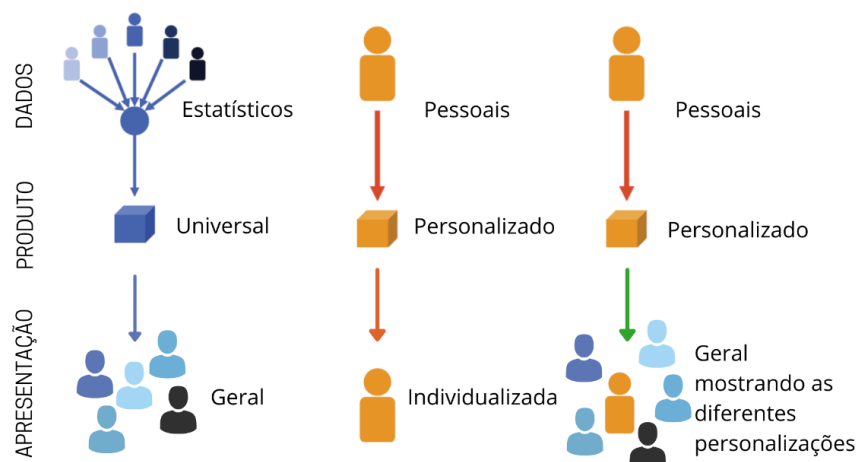 DADOS
Estatísticos
Pessoais
Pessoais
PRODUTO
Universal
Personalizado
Personalizado
APRESENTAÇÃO
Geral
Individualizada
Geral
mostrando as
diferentes
personalizações